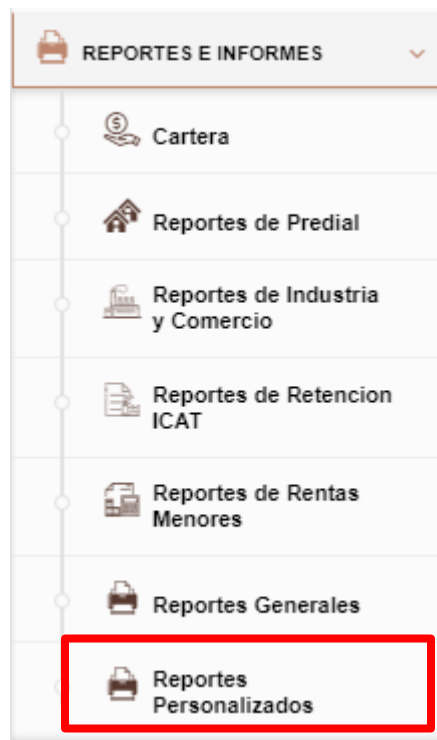 REPORTES E INFORMES
Cartera
Reportes de Predial
Reportes de Industria
y Comercio
Reportes de Retencion
ICAT
Reportes de Rentas
Menores
Reportes Generales
Reportes
Personalizados